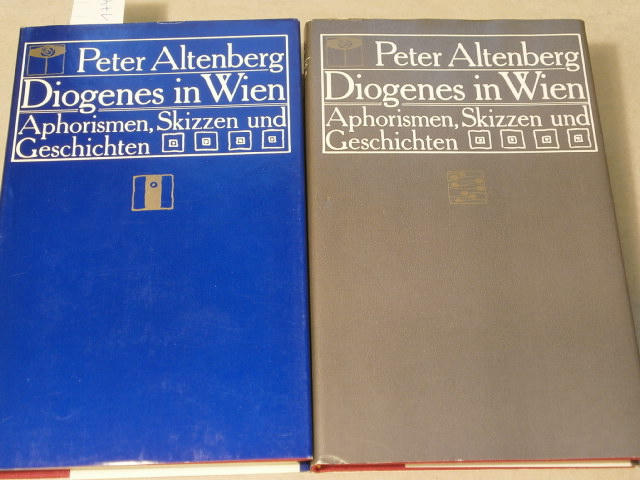 Peter Altenberg
Diogenes in Wien
Aphorismen, Skizzen und
Geschichten
Peter Altenberg
Diogenes in Wien
Aphorismen, Skizzen und
Geschichten